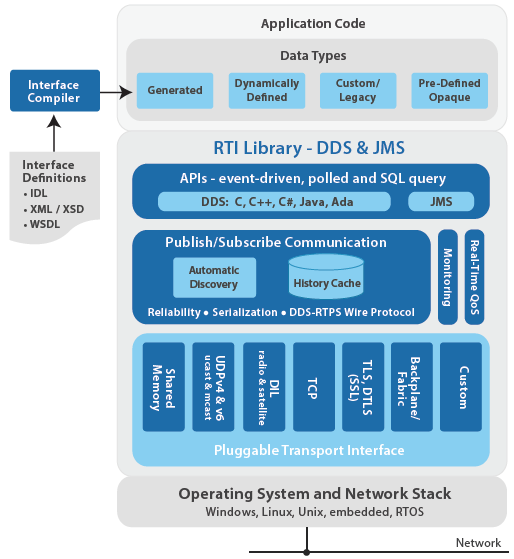 Application Code
Data Types
Generated
Dynamically
Defined
Custom/
Legacy
Pre-Defined
Opaque
Interface
Compiler
Interface
Definitions
• IDL
• XML / XSD
• WSDL
RTI Library - DDS & JMS
APIs - event-driven, polled and SQL query
DDS: C, C++, C#, Java, Ada
JMS
Publish/Subscribe Communication
Automatic
Discovery
History Cache
Reliability • Serialization • DDS-RTPS Wire Protocol
Monitoring
Real-Time QoS
Shared
Memory
UDPv4 & v6
ucast & mcast
DIL
radio & satellite
TCP
TLS, DTLS
(SSL)
Backplane/
Fabric
Custom
Pluggable Transport Interface
Operating System and Network Stack
Windows, Linux, Unix, embedded, RTOS
Network